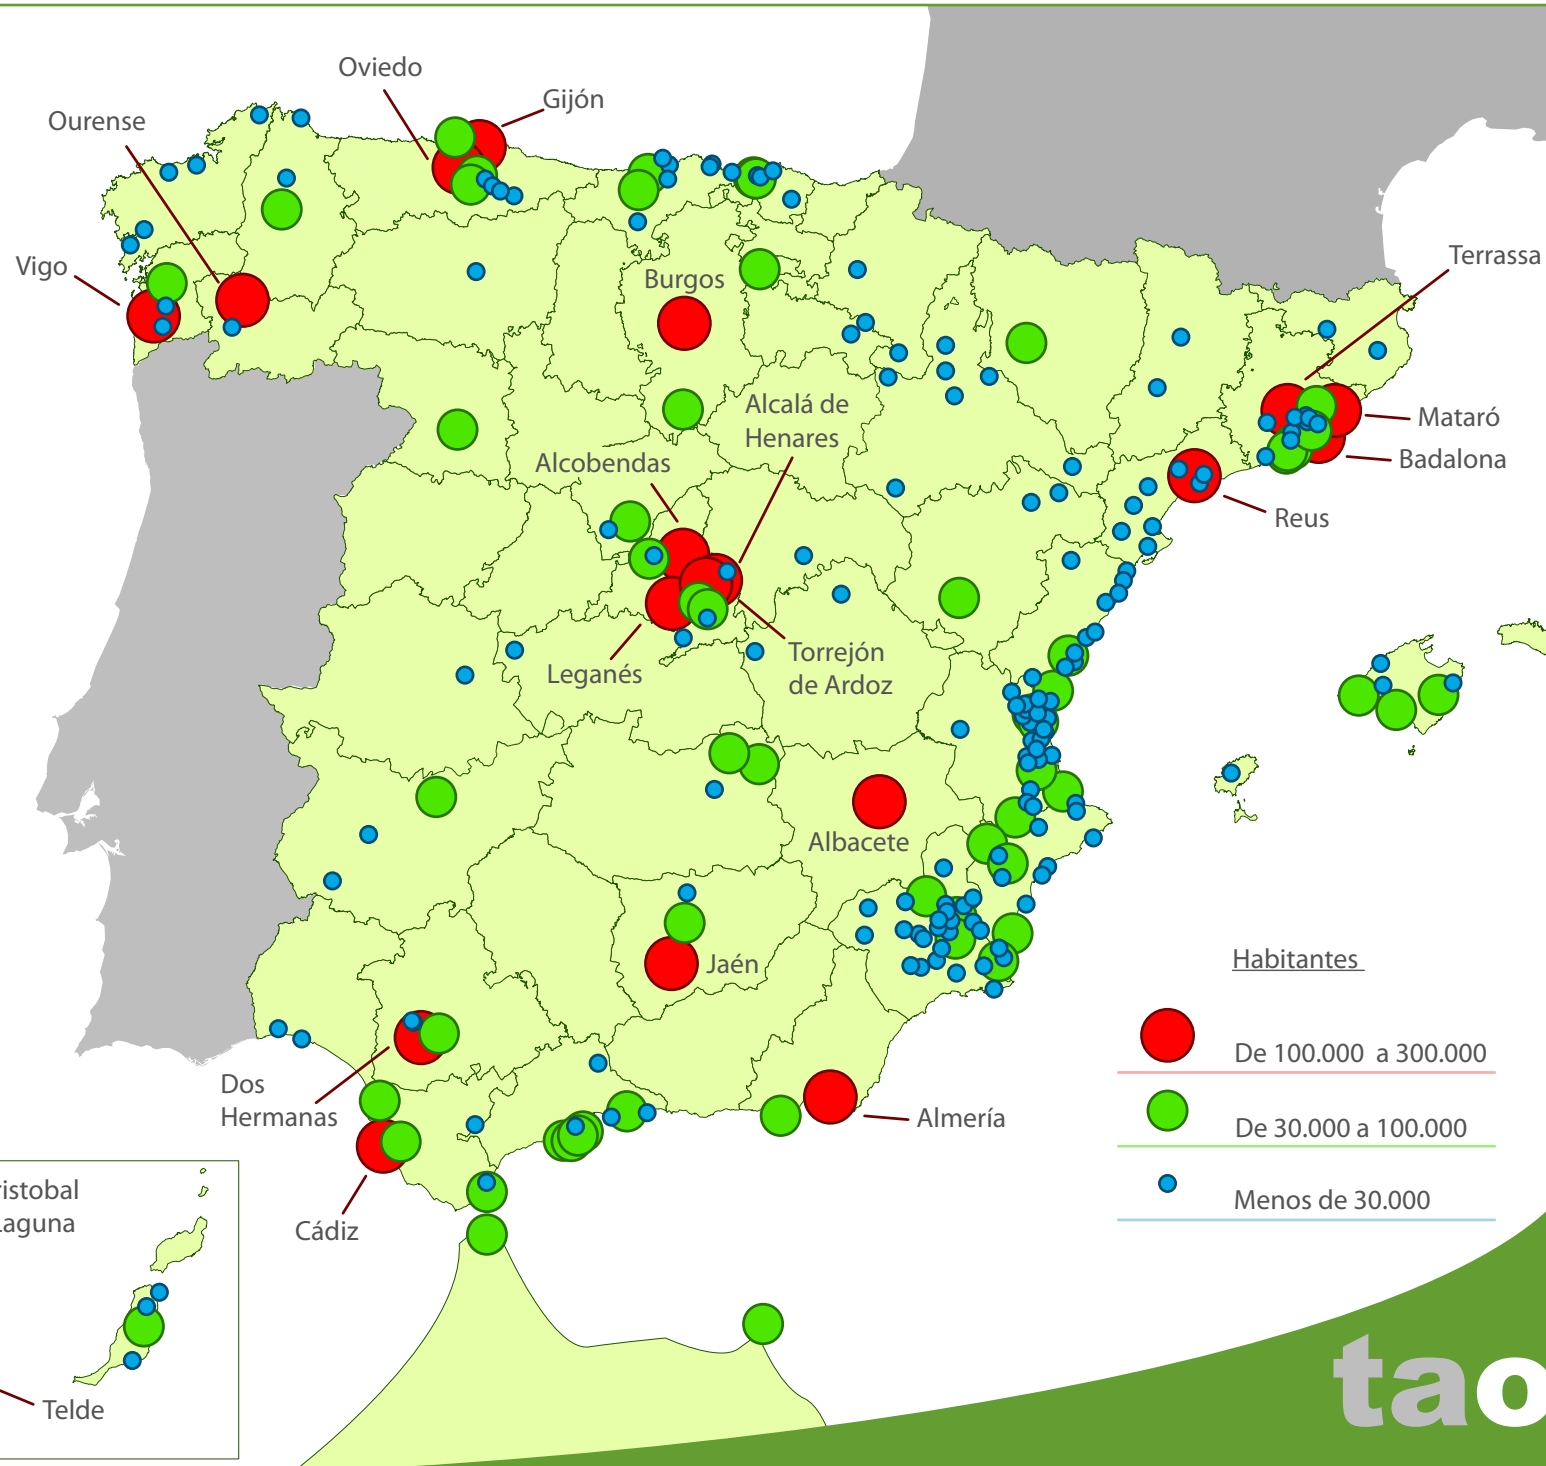 Oviedo
Gijón
Ourense
Vigo
Burgos
Terrassa
Alcalá de
Henares
Alcobendas
Mataró
Badalona
Reus
Leganés
Torrejón
de Ardoz
Albacete
Jaén
Dos
Hermanas
Almería
Cádiz
ristobal
Laguna
Telde
Habitantes
De 100.000 a 300.000
De 30.000 a 100.000
Menos de 30.000
tao